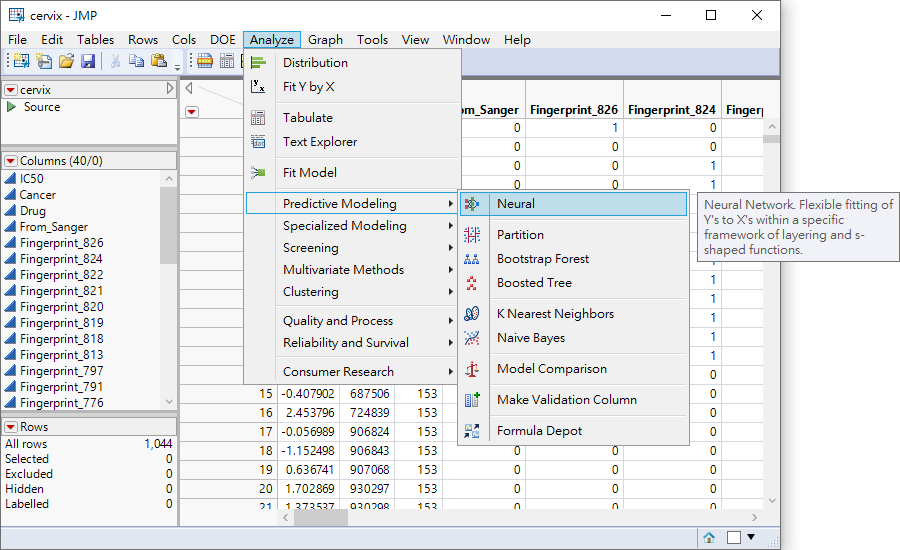 cervix - JMP
File Edit Tables Rows Cols DOE Analyze Graph Tools View Window Help
cervix
Source
Columns (40/0)
IC50
Cancer
Drug
From_Sanger
Fingerprint_826
Fingerprint_824
Fingerprint_822
Fingerprint_821
Fingerprint_820
Fingerprint_819
Fingerprint_818
Fingerprint_813
Fingerprint_797
Fingerprint_791
Fingerprint_776
Rows
All rows 1,044
Selected 0
Excluded 0
Hidden 0
Labelled 0
Distribution
Fit Y by X
Tabulate
Text Explorer
Fit Model
Predictive Modeling
Specialized Modeling
Screening
Multivariate Methods
Clustering
Quality and Process
Reliability and Survival
Consumer Research
Neural
Partition
Bootstrap Forest
Boosted Tree
K Nearest Neighbors
Naive Bayes
Model Comparison
Make Validation Column
Formula Depot
Neural Network. Flexible fitting of
Y's to X's within a specific
framework of layering and s-
shaped functions.
om_Sanger Fingerprint_826 Fingerprint_824 Fingerp
0 1 0
0 0 0
0 0 1
0 0 1
1
1
1
1
1
0
15 -0.407902 687506 153 0
16 2.453796 724839 153 0
17 -0.056989 906824 153 0
18 -1.152498 906843 153 0 0 0
19 0.636741 907068 153 0 0 0
20 1.702869 930297 153 0 0 0
21 1.373537 930298 153 0 0 0